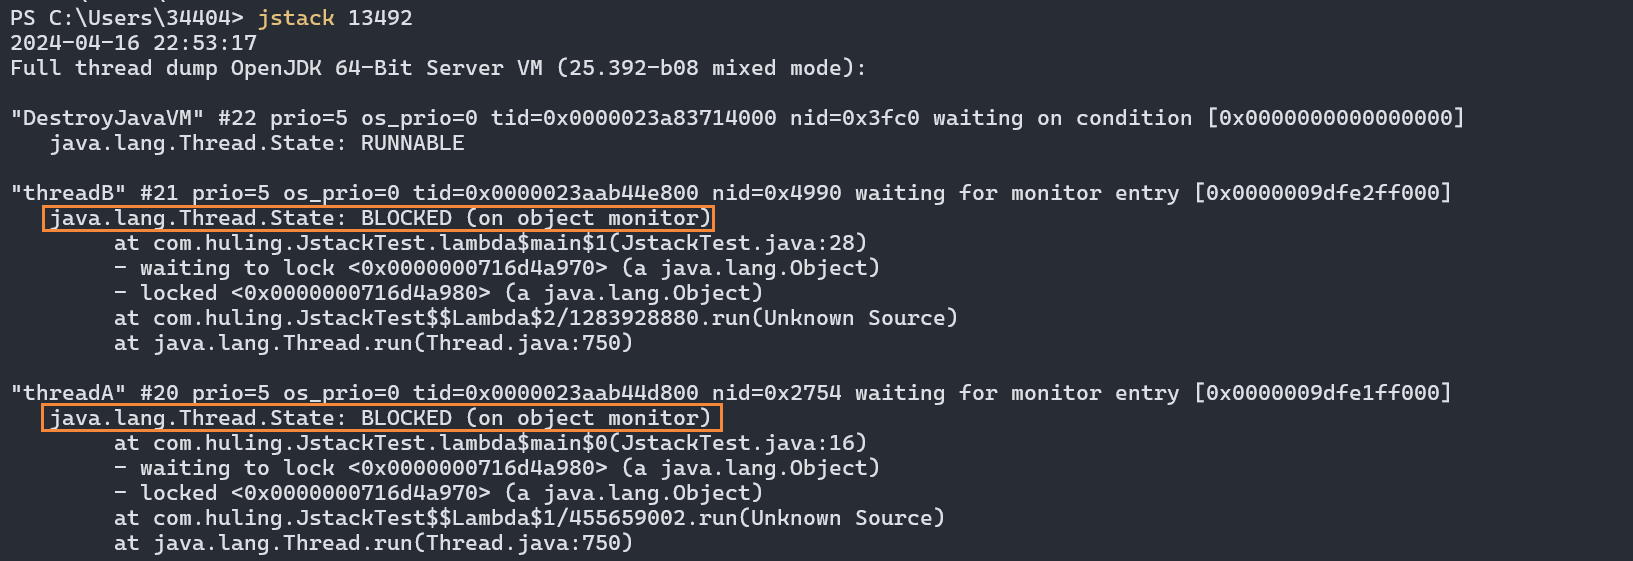 PS C:\Users\34404> jstack 13492
2024-04-16 22:53:17
Full thread dump OpenJDK 64-Bit Server VM (25.392-b08 mixed mode):
"DestroyJavaVM" #22 prio=5 os_prio=0 tid=0x0000023a83714000 nid=0x3fc0 waiting on condition [0x0000000000000000]
java.lang.Thread.State: RUNNABLE
"threadB" #21 prio=5 os_prio=0 tid=0x0000023aab44e800 nid=0x4990 waiting for monitor entry [0x0000009dfe2ff000]
java.lang.Thread.State: BLOCKED (on object monitor)
at com.huling.JstackTest.lambda$main$1(JstackTest.java:28)
- waiting to lock <0x0000000716d4a970> (a java.lang.Object)
- locked <0x0000000716d4a980> (a java.lang.Object)
at com.huling.JstackTest$$Lambda$2/1283928880.run(Unknown Source)
at java.lang.Thread.run(Thread.java:750)
"threadA" #20 prio=5 os_prio=0 tid=0x0000023aab44d800 nid=0x2754 waiting for monitor entry [0x0000009dfe1ff000]
java.lang.Thread.State: BLOCKED (on object monitor)
at com.huling.JstackTest.lambda$main$0(JstackTest.java:16)
- waiting to lock <0x0000000716d4a980> (a java.lang.Object)
- locked <0x0000000716d4a970> (a java.lang.Object)
at com.huling.JstackTest$$Lambda$1/455659002.run(Unknown Source)
at java.lang.Thread.run(Thread.java:750)